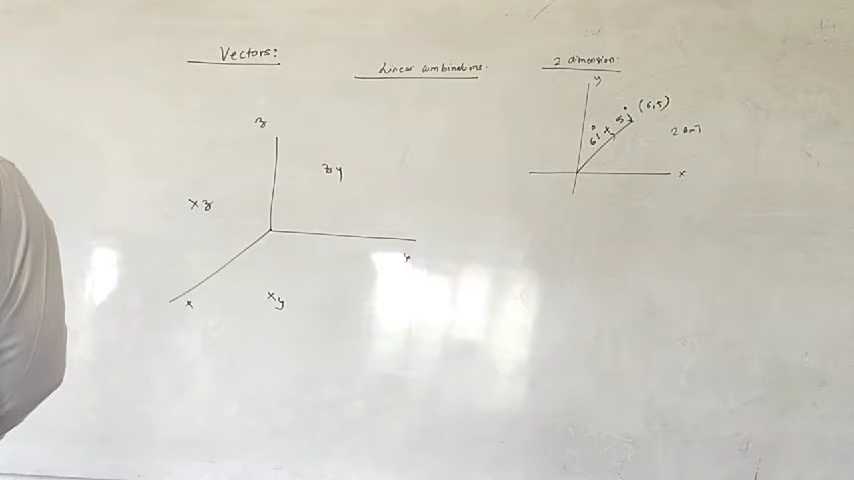 Vectors:
Linear combinations:
2 dimension:
y
(6,5)
6i + 5j
x
z
zy
xz
y
x
xy